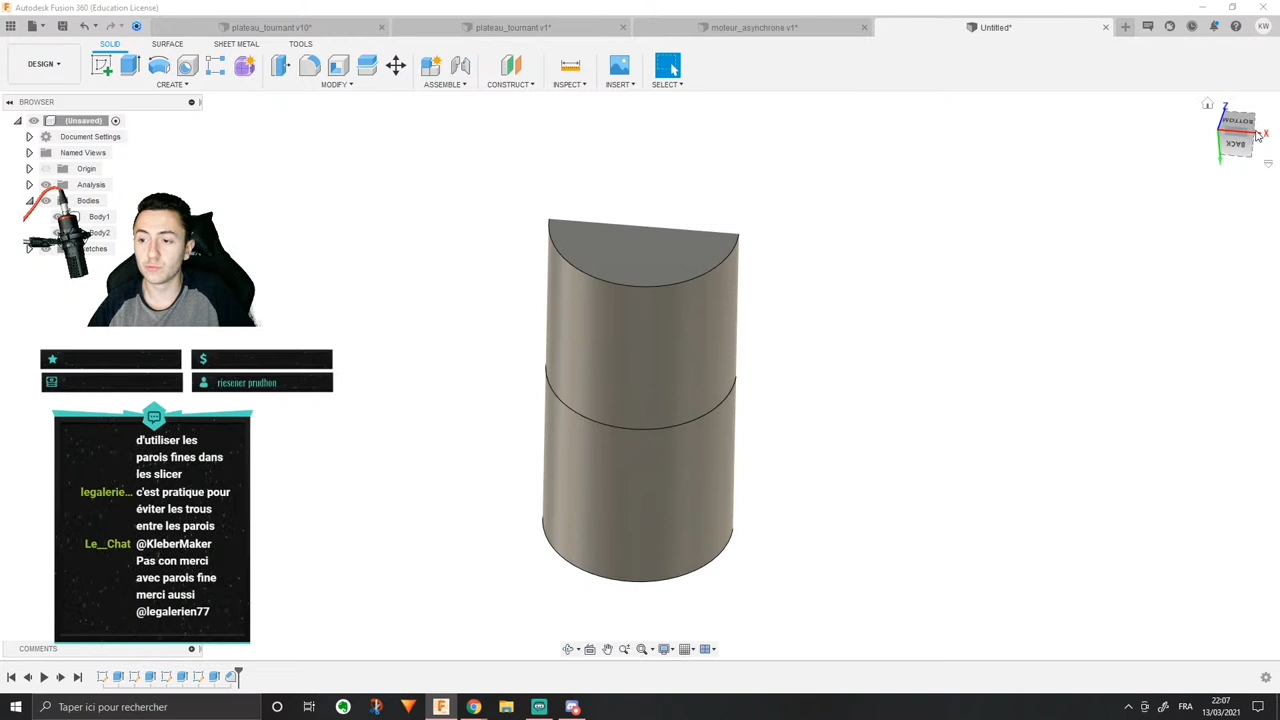 Autodesk Fusion 360 (Education License)
plateau_tournant v10*
plateau_tournant v1*
moteur_asynchrone v1*
Untitled*
KW
SOLID
SURFACE
SHEET METAL
TOOLS
DESIGN
CREATE
MODIFY
ASSEMBLE
CONSTRUCT
INSPECT
INSERT
SELECT
BROWSER
(Unsaved)
Document Settings
Named Views
Origin
Analysis
Bodies
Body1
Body2
etches
Z
BOTTOM
X
BACK
$
riesener prudhon
d'utiliser les
parois fines dans
les slicer
legalerie... c'est pratique pour
éviter les trous
entre les parois
Le__Chat @KleberMaker
Pas con merci
avec parois fine
merci aussi
@legalerien77
COMMENTS
Taper ici pour rechercher
FRA
22:07
13/03/2021